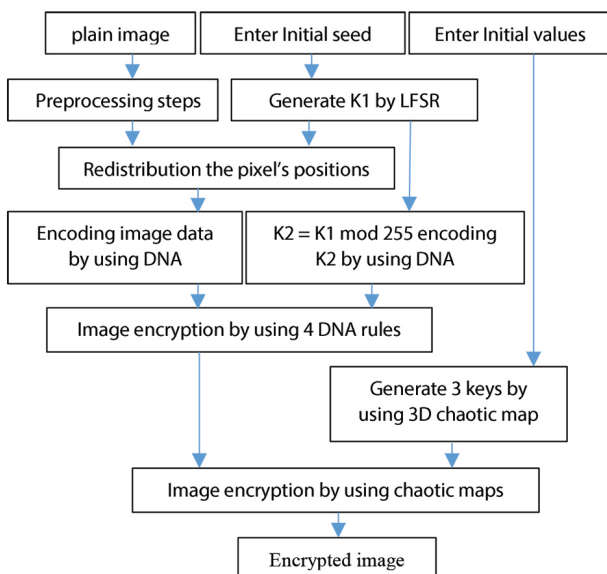 plain image
Enter Initial seed
Enter Initial values
Preprocessing steps
Generate K1 by LFSR
Redistribution the pixel's positions
Encoding image data
by using DNA
K2 = K1 mod 255 encoding
K2 by using DNA
Image encryption by using 4 DNA rules
Generate 3 keys by
using 3D chaotic map
Image encryption by using chaotic maps
Encrypted image